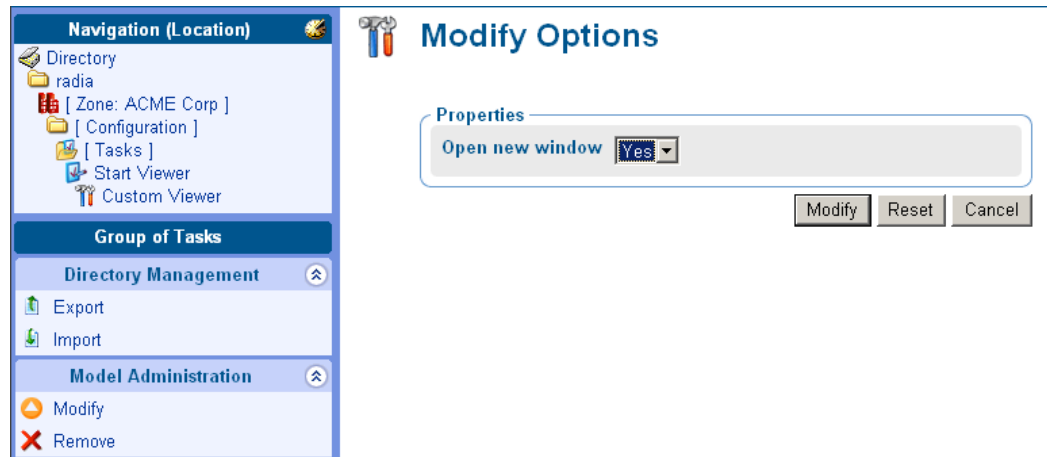 Navigation (Location)
Directory
radia
[ Zone: ACME Corp ]
[ Configuration ]
[ Tasks ]
Start Viewer
Custom Viewer
Group of Tasks
Directory Management
Export
Import
Model Administration
Modify
Remove
Modify Options
Properties
Open new window Yes
Modify Reset Cancel